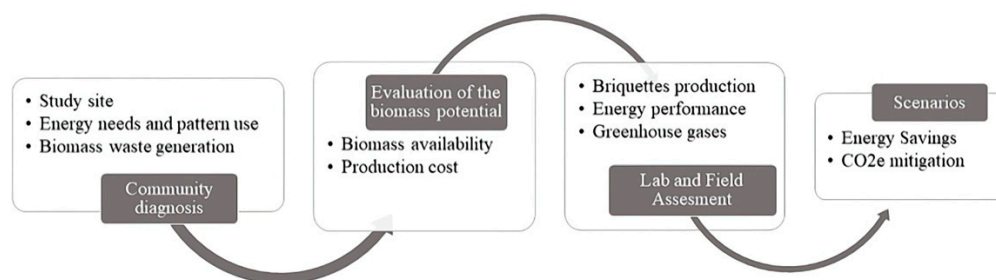 • Study site
• Energy needs and pattern use
• Biomass waste generation
Community
diagnosis
Evaluation of the
biomass potential
• Biomass availability
• Production cost
• Briquettes production
• Energy performance
• Greenhouse gases
Lab and Field
Assesment
Scenarios
• Energy Savings
• CO2e mitigation